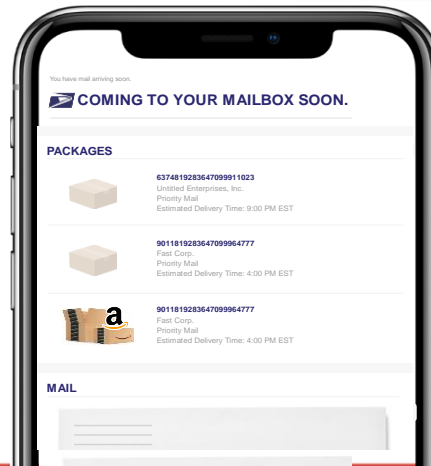 You have mail arriving soon.
COMING TO YOUR MAILBOX SOON.
PACKAGES
6374819283647099911023
Untitled Enterprises, Inc.
Priority Mail
Estimated Delivery Time: 9:00 PM EST
9011819283647099964777
Fast Corp.
Priority Mail
Estimated Delivery Time: 4:00 PM EST
a
9011819283647099964777
Fast Corp.
Priority Mail
Estimated Delivery Time: 4:00 PM EST
MAIL